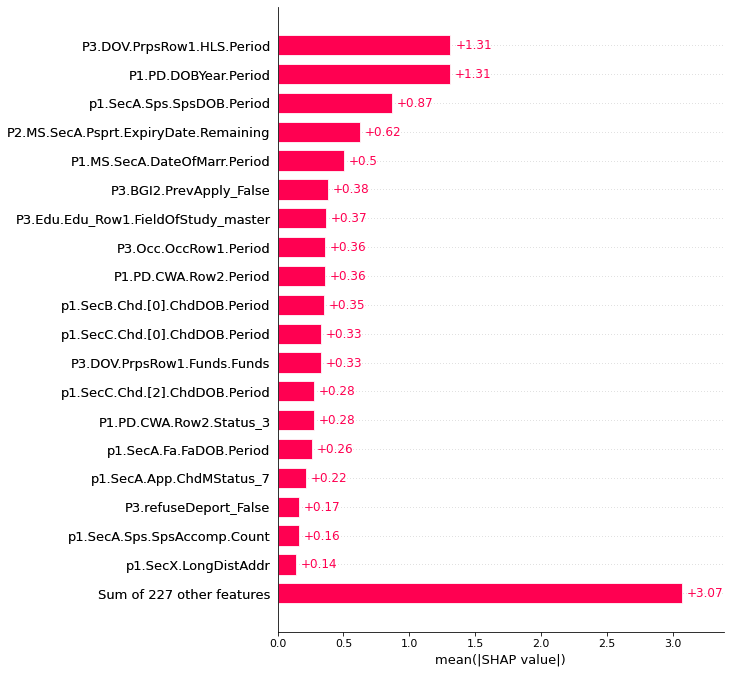 P3.DOV.PrpsRow1.HLS.Period +1.31
P1.PD.DOBYear.Period +1.31
p1.SecA.Sps.SpsDOB.Period +0.87
P2.MS.SecA.Psprt.ExpiryDate.Remaining +0.62
P1.MS.SecA.DateOfMarr.Period +0.5
P3.BGI2.PrevApply_False +0.38
P3.Edu.Edu_Row1.FieldOfStudy_master +0.37
P3.Occ.OccRow1.Period +0.36
P1.PD.CWA.Row2.Period +0.36
p1.SecB.Chd.[0].ChdDOB.Period +0.35
p1.SecC.Chd.[0].ChdDOB.Period +0.33
P3.DOV.PrpsRow1.Funds.Funds +0.33
p1.SecC.Chd.[2].ChdDOB.Period +0.28
P1.PD.CWA.Row2.Status_3 +0.28
p1.SecA.Fa.FaDOB.Period +0.26
p1.SecA.App.ChdMStatus_7 +0.22
P3.refuseDeport_False +0.17
p1.SecA.Sps.SpsAccomp.Count +0.16
p1.SecX.LongDistAddr +0.14
Sum of 227 other features +3.07
0.0 0.5 1.0 1.5 2.0 2.5 3.0
mean(|SHAP value|)